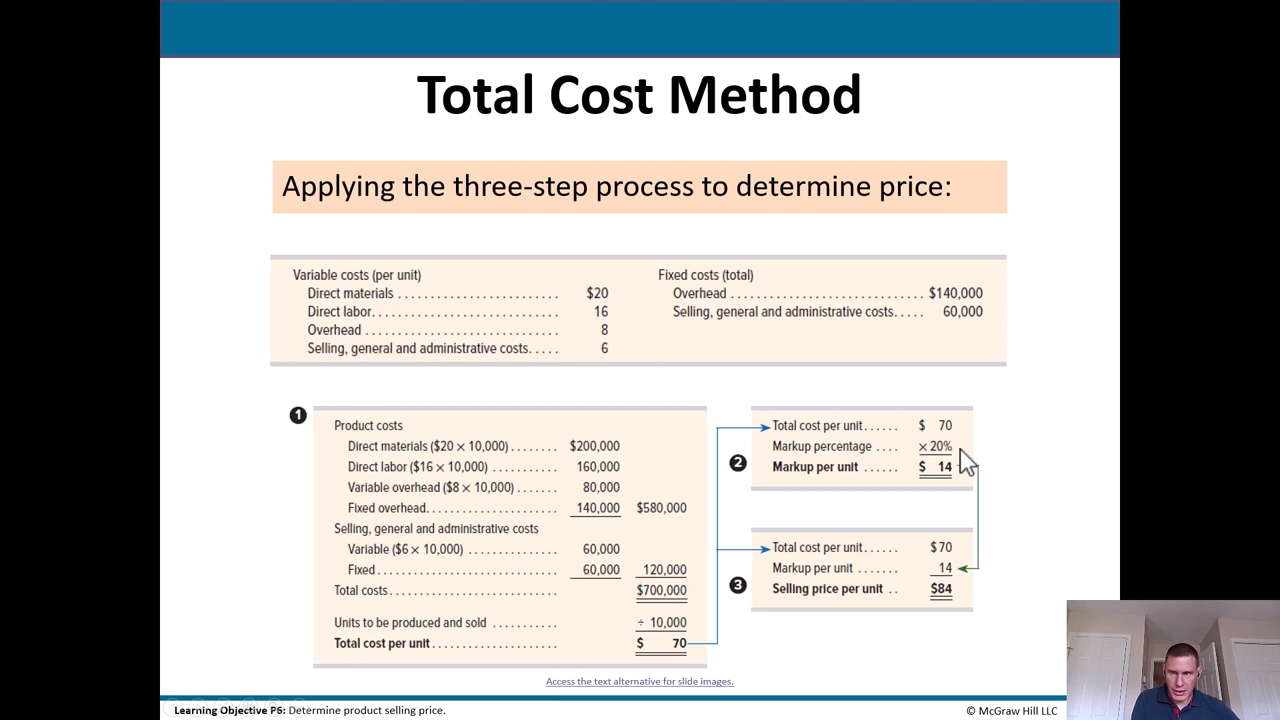 Total Cost Method
Applying the three-step process to determine price:
Variable costs (per unit)
Direct materials ........................ $20
Direct labor............................ 16
Overhead .............................. 8
Selling, general and administrative costs..... 6
Fixed costs (total)
Overhead .............................. $140,000
Selling, general and administrative costs..... 60,000
1
Product costs
Direct materials ($20 × 10,000)........ $200,000
Direct labor ($16 × 10,000) ............ 160,000
Variable overhead ($8 × 10,000)....... 80,000
Fixed overhead...................... 140,000 $580,000
Selling, general and administrative costs
Variable ($6 × 10,000) ............... 60,000
Fixed.............................. 60,000 120,000
Total costs............................ $700,000
Units to be produced and sold ........... ÷ 10,000
Total cost per unit..................... $ 70
2
Total cost per unit...... $ 70
Markup percentage .... × 20%
Markup per unit ...... $ 14
3
Total cost per unit...... $70
Markup per unit ....... 14
Selling price per unit .. $84
Access the text alternative for slide images.
Learning Objective P6: Determine product selling price.
© McGraw Hill LLC